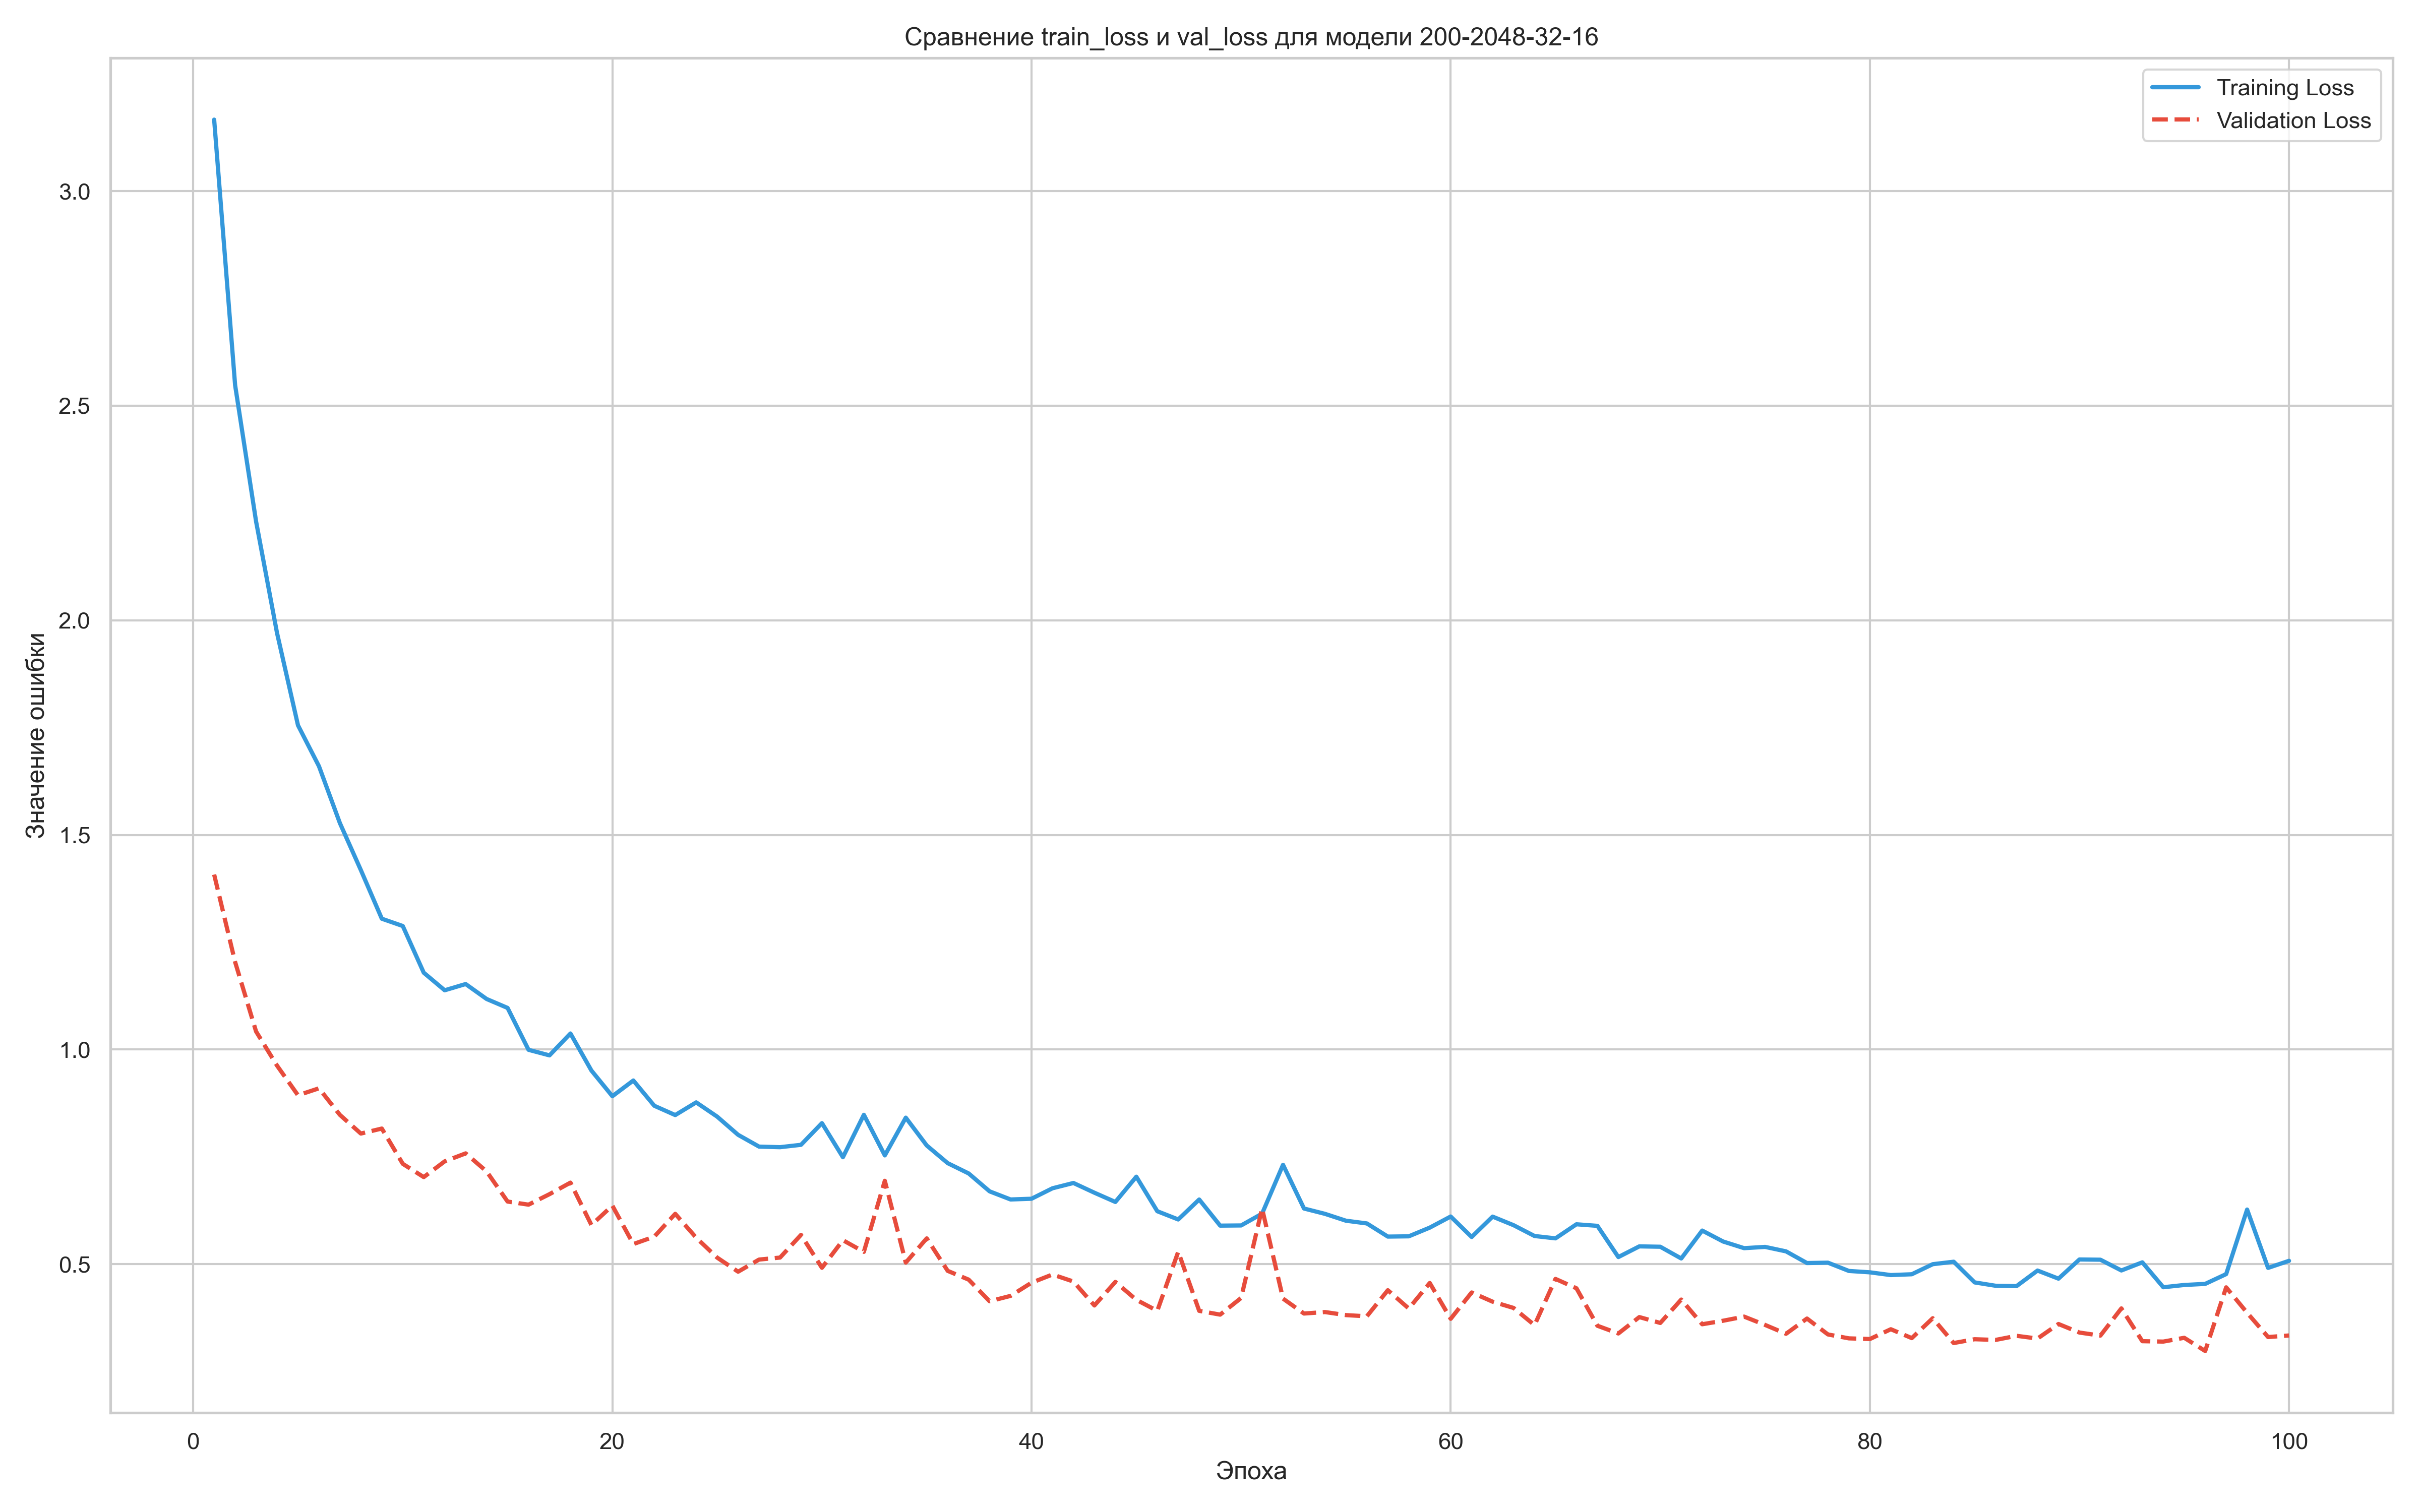 Сравнение train_loss и val_loss для модели 200-2048-32-16
Training Loss
Validation Loss
Значение ошибки
3.0
2.5
2.0
1.5
1.0
0.5
0 20 40 60 80 100
Эпоха